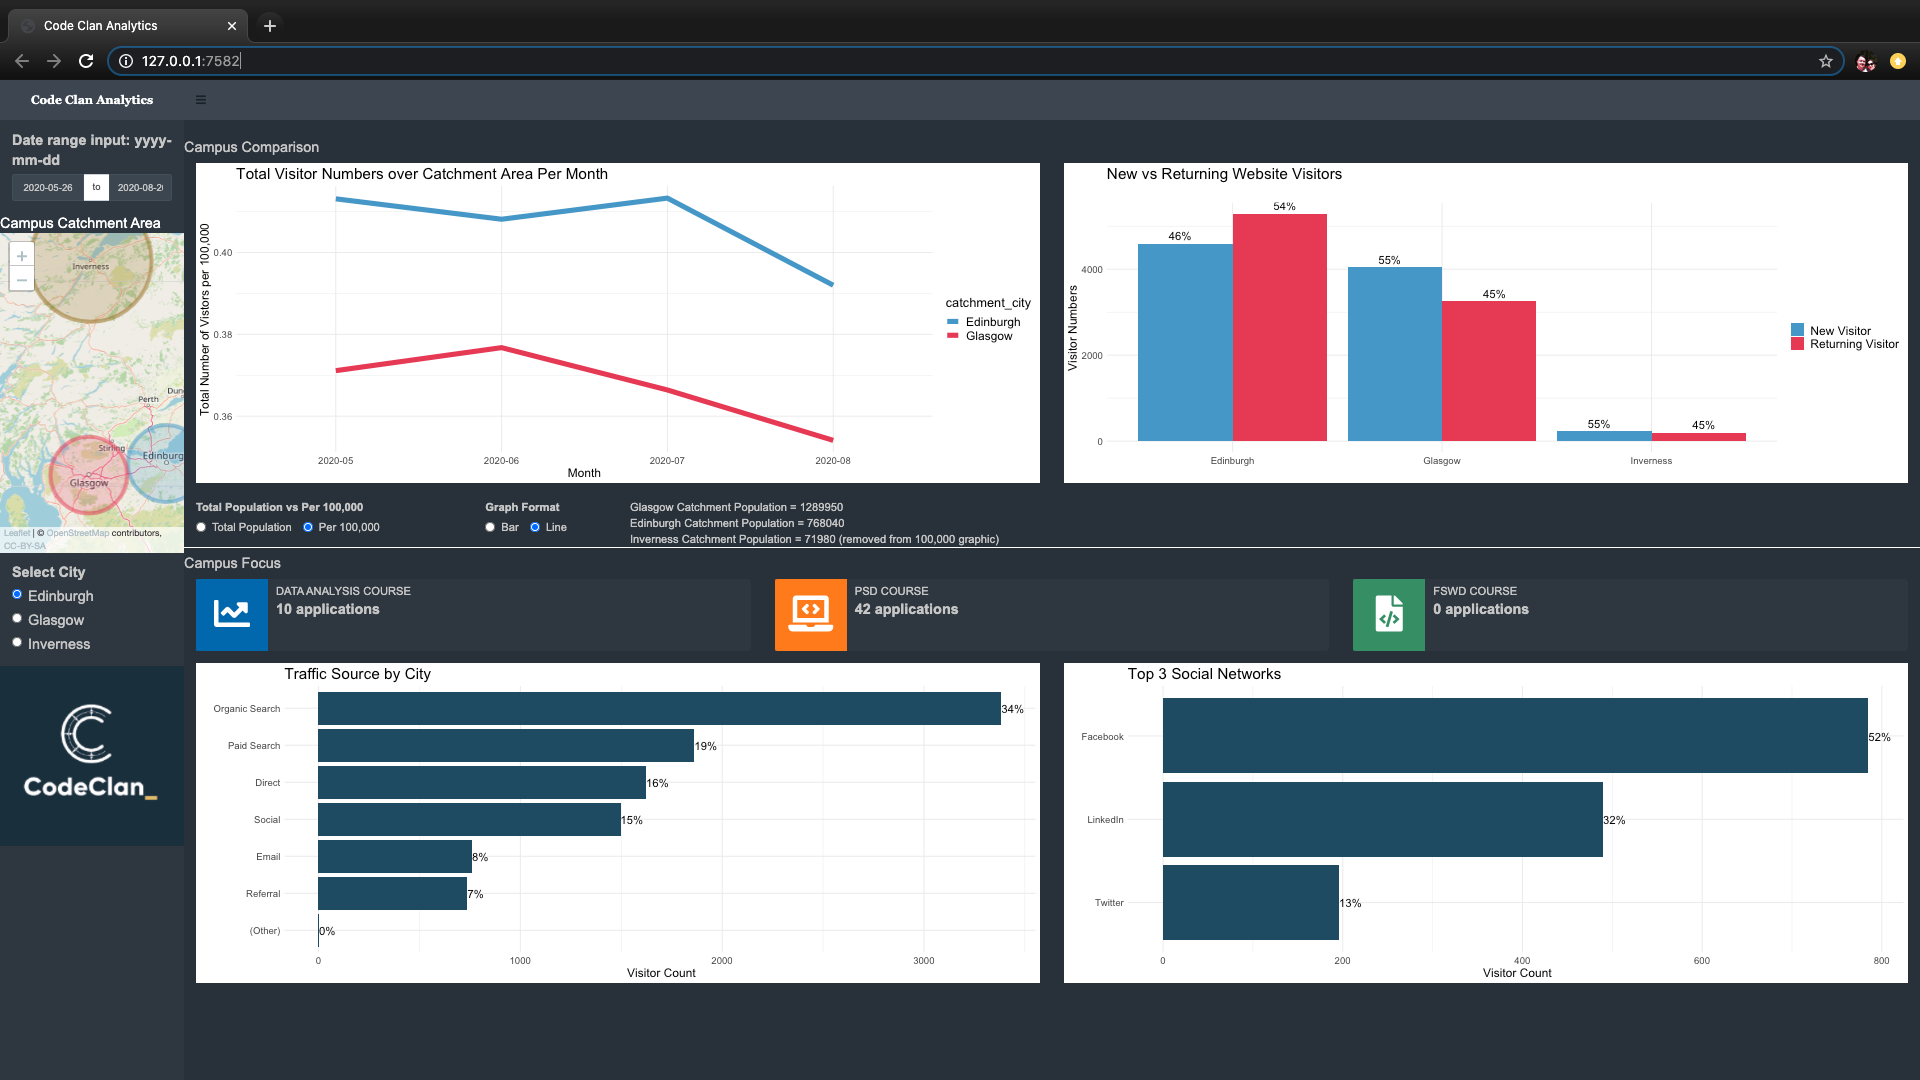 Code Clan Analytics
127.0.0.1:7582
Code Clan Analytics
Date range input: yyyy-
mm-dd
2020-05-26 to 2020-08-2
Campus Catchment Area
+
−
Inverness
Perth
Stirling
Edinburg
Glasgow
Leaflet | © OpenStreetMap contributors,
CC-BY-SA
Select City
Edinburgh
Glasgow
Inverness
CodeClan_
Campus Comparison
Total Visitor Numbers over Catchment Area Per Month
Total Number of Vistors per 100,000
0.40
0.38
0.36
2020-05 2020-06 2020-07 2020-08
Month
catchment_city
Edinburgh
Glasgow
New vs Returning Website Visitors
Visitor Numbers
4000
2000
0
46% 54% 55% 45% 55% 45%
Edinburgh Glasgow Inverness
New Visitor
Returning Visitor
Total Population vs Per 100,000
Total Population Per 100,000
Graph Format
Bar Line
Glasgow Catchment Population = 1289950
Edinburgh Catchment Population = 768040
Inverness Catchment Population = 71980 (removed from 100,000 graphic)
Campus Focus
DATA ANALYSIS COURSE
10 applications
PSD COURSE
42 applications
FSWD COURSE
0 applications
Traffic Source by City
Organic Search 34%
Paid Search 19%
Direct 16%
Social 15%
Email 8%
Referral 7%
(Other) 0%
0 1000 2000 3000
Visitor Count
Top 3 Social Networks
Facebook 52%
LinkedIn 32%
Twitter 13%
0 200 400 600 800
Visitor Count